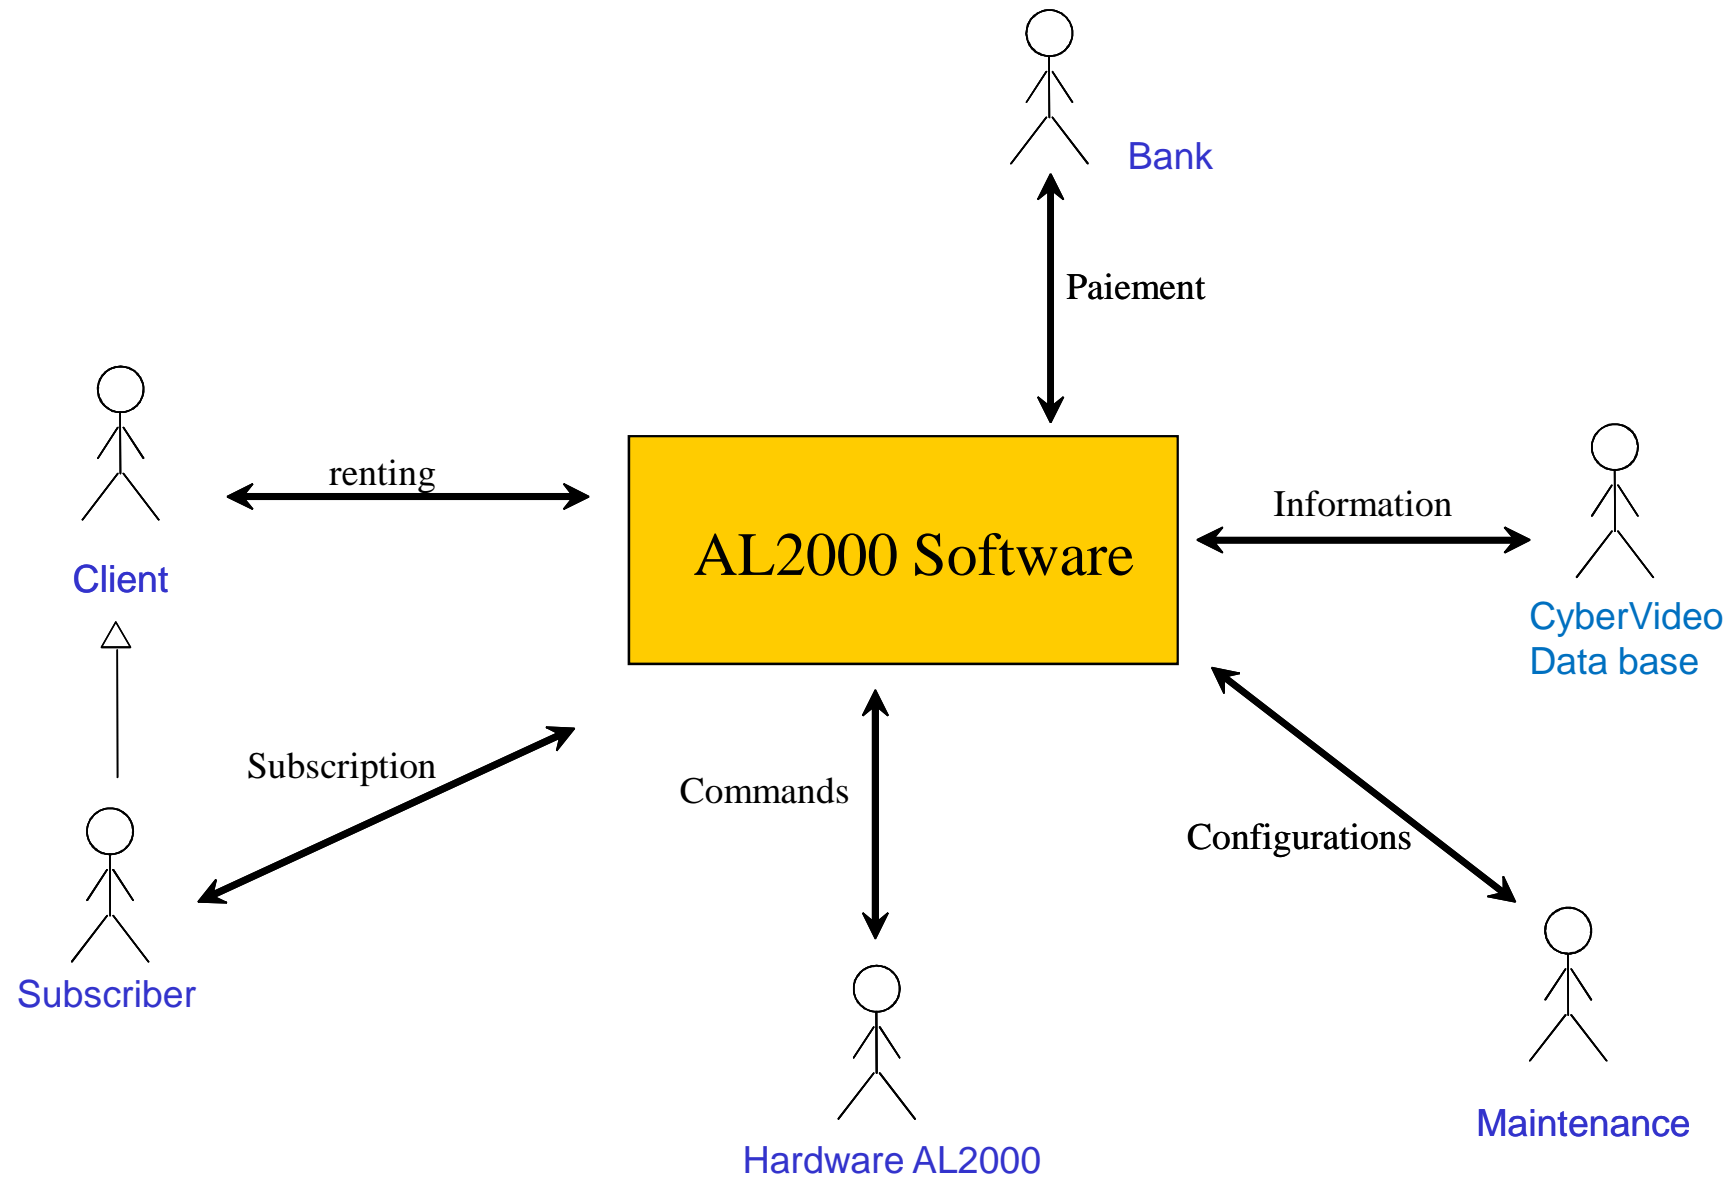 Bank
Paiement
renting
Client
AL2000 Software
Information
CyberVideo
Data base
Subscription
Commands
Configurations
Subscriber
Maintenance
Hardware AL2000